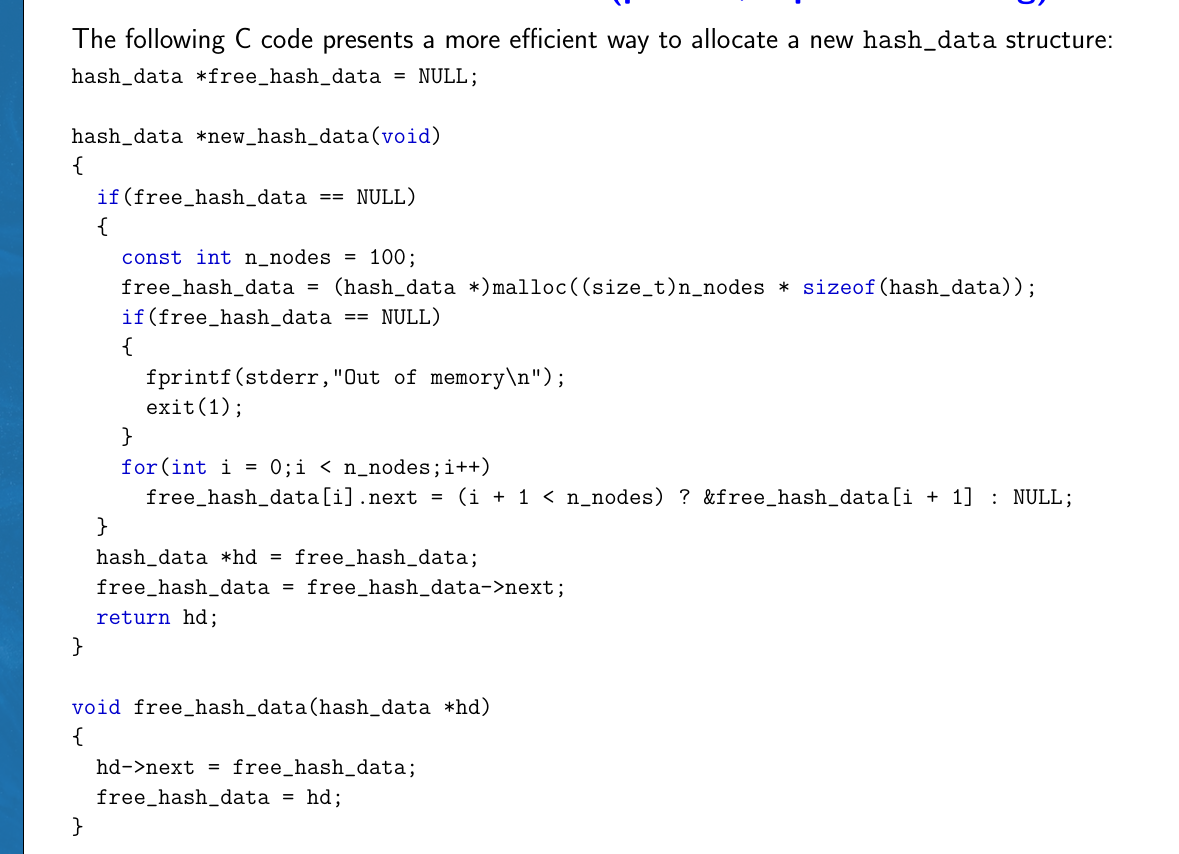 The following C code presents a more efficient way to allocate a new hash_data structure:
hash_data *free_hash_data = NULL;

hash_data *new_hash_data(void)
{
  if(free_hash_data == NULL)
  {
    const int n_nodes = 100;
    free_hash_data = (hash_data *)malloc((size_t)n_nodes * sizeof(hash_data));
    if(free_hash_data == NULL)
    {
      fprintf(stderr,"Out of memory\n");
      exit(1);
    }
    for(int i = 0;i < n_nodes;i++)
      free_hash_data[i].next = (i + 1 < n_nodes) ? &free_hash_data[i + 1] : NULL;
  }
  hash_data *hd = free_hash_data;
  free_hash_data = free_hash_data->next;
  return hd;
}

void free_hash_data(hash_data *hd)
{
  hd->next = free_hash_data;
  free_hash_data = hd;
}